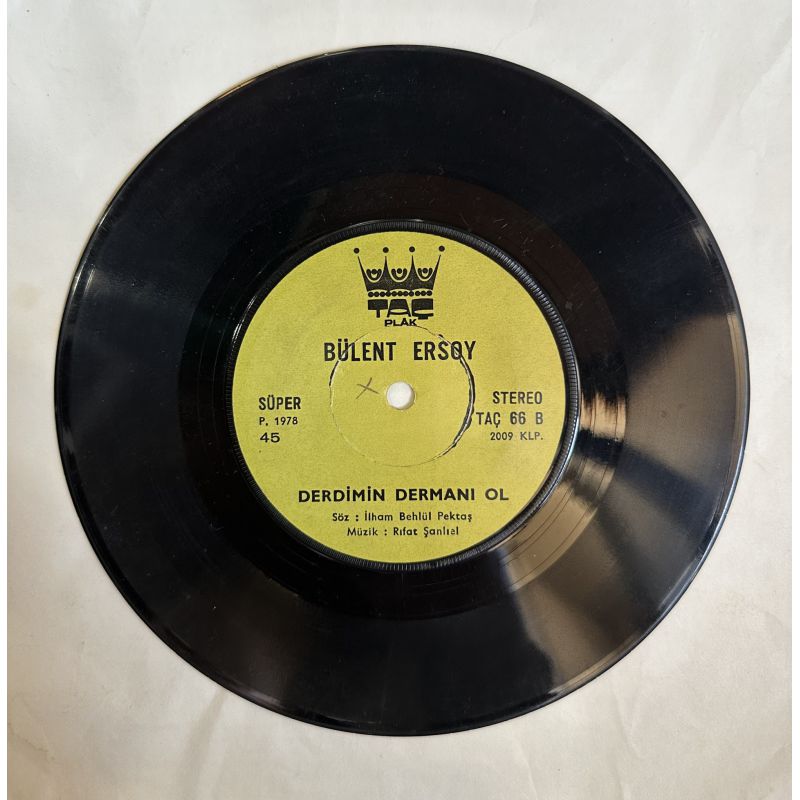 TAÇ
PLAK
BÜLENT ERSOY
SÜPER
P. 1978
45
STEREO
TAÇ 66 B
2009 KLP.
DERDİMİN DERMANI OL
Söz : İlham Behlül Pektaş
Müzik : Rıfat Şanlıel